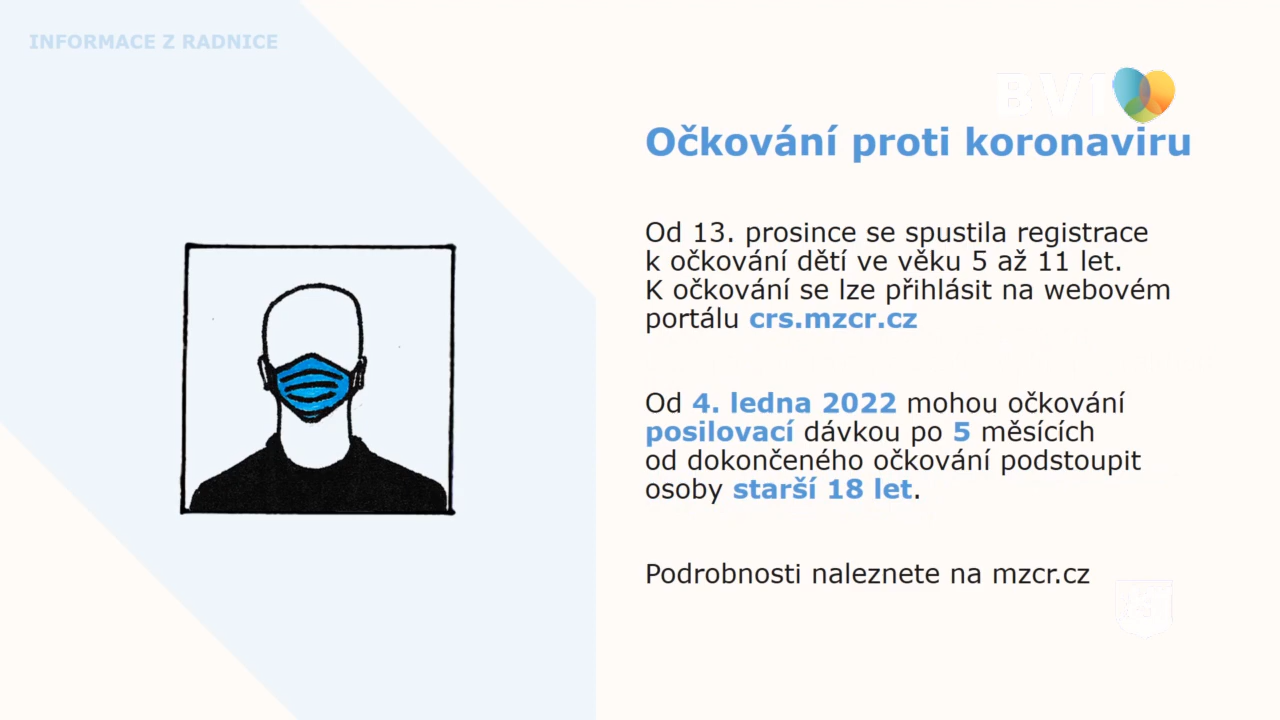 INFORMACE Z RADNICE
BVI
Očkování proti koronaviru
Od 13. prosince se spustila registrace
k očkování dětí ve věku 5 až 11 let.
K očkování se lze přihlásit na webovém
portálu crs.mzcr.cz
Od 4. ledna 2022 mohou očkování
posilovací dávkou po 5 měsících
od dokončeného očkování podstoupit
osoby starší 18 let.
Podrobnosti naleznete na mzcr.cz